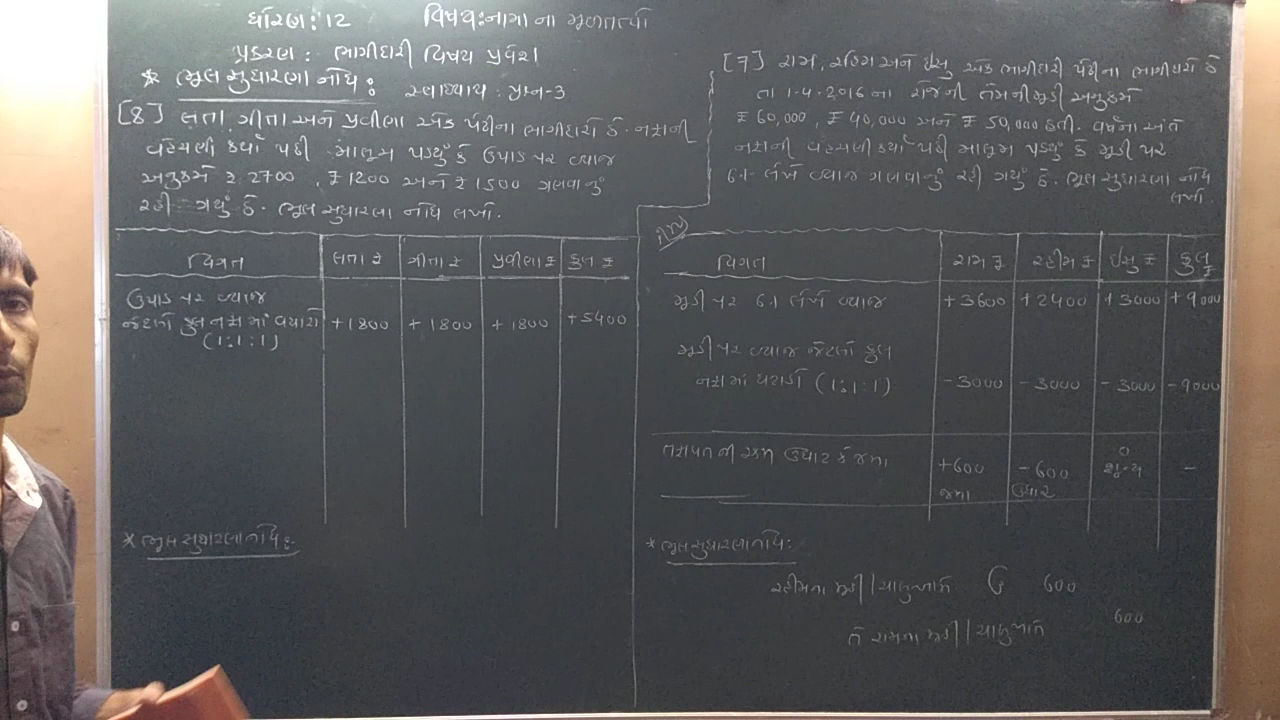 ધોરણ : 12 વિષય : નામા ના મૂળતત્વો
પ્રકરણ : ભાગીદારી વિષય પ્રવેશ
* ભૂલ સુધારણા નોંધ : સ્વાધ્યાય : પ્રશ્ન-3
[8] લતા, ગીતા અને પ્રવીણા એક પેઢીના ભાગીદારો છે. નફાની
વહેંચણી કર્યા પછી માલૂમ પડ્યું કે ઉપાડ પર વ્યાજ
અનુક્રમે ₹ 2700, ₹ 1200 અને ₹ 1500 ગણવાનું
રહી ગયું છે. ભૂલ સુધારણા નોંધ લખો.
વિગત લતા ₹ ગીતા ₹ પ્રવીણા ₹ કુલ ₹
ઉપાડ પર વ્યાજ
જેટલો કુલ નફામાં વધારો +1800 +1800 +1800 +5400
(1:1:1)
* ભૂલ સુધારણા નોંધ :-
[7] રામ, રહિમ અને ઈસુ એક ભાગીદારી પેઢીના ભાગીદારો છે
તા 1-4-2016 ના રોજની તેમની મૂડી અનુક્રમે
₹ 60,000, ₹ 40,000 અને ₹ 50,000 હતી. વર્ષના અંતે
નફાની વહેંચણી કર્યા પછી માલૂમ પડ્યું કે મૂડી પર
6% લેખે વ્યાજ ગણવાનું રહી ગયું છે. ભૂલ સુધારણા નોંધ
લખો.
વિગત રામ ₹ રહીમ ₹ ઈસુ ₹ કુલ ₹
મૂડી પર 6% લેખે વ્યાજ +3600 +2400 +3000 +9000
મૂડી પર વ્યાજ જેટલો કુલ
નફામાં ઘટાડો (1:1:1) -3000 -3000 -3000 -9000
તફાવત ની રકમ ઉધાર કે જમા +600 -600 0 -
જમા ઉધાર શૂન્ય
* ભૂલ સુધારણા નોંધ :-
રહીમના મૂડી/ચાલુ ખાતે ઉ 600
તે રામના મૂડી/ચાલુ ખાતે 600